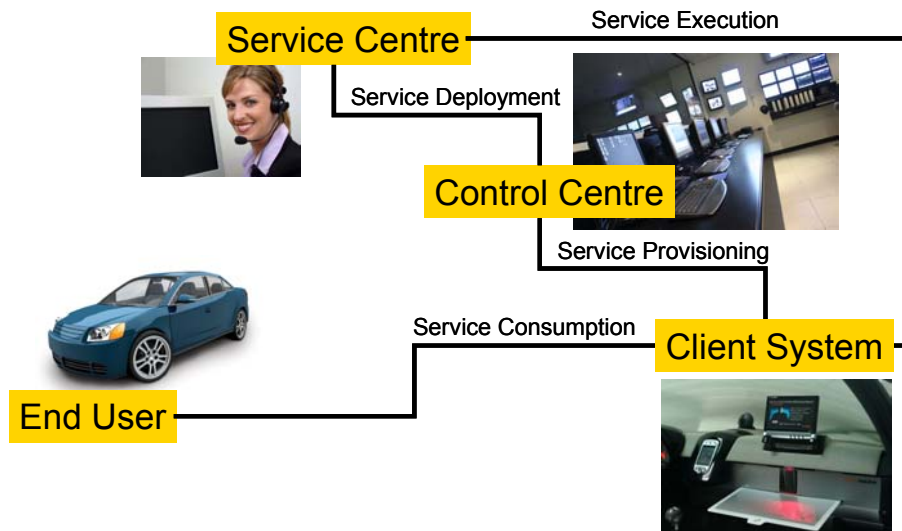 Service Execution
Service Centre
Service Deployment
Control Centre
Service Provisioning
Service Consumption
Client System
End User